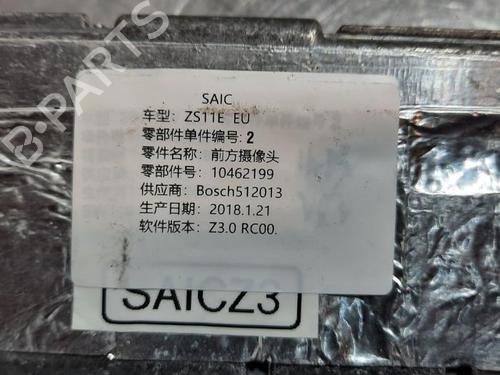 B-PARTS
SAIC
车型：ZS11E EU
零部件单件编号: 2
零件名称：前方摄像头
零部件号：10462199
供应商：Bosch512013
生产日期：2018.1.21
软件版本：Z3.0 RC00.
SAICZ3